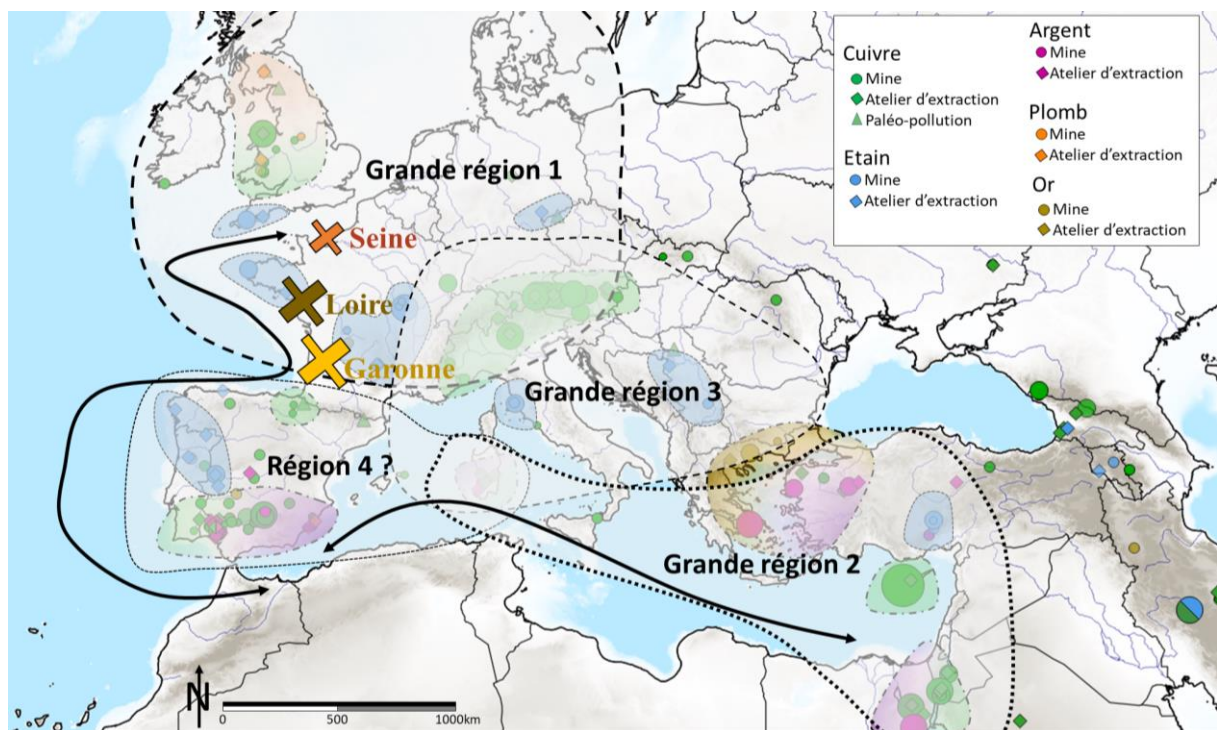 Cuivre
Mine
Atelier d'extraction
Paléo-pollution
Etain
Mine
Atelier d'extraction
Argent
Mine
Atelier d'extraction
Plomb
Mine
Atelier d'extraction
Or
Mine
Atelier d'extraction
Grande région 1
Seine
Loire
Garonne
Grande région 3
Région 4 ?
Grande région 2
N
0
500
1000km